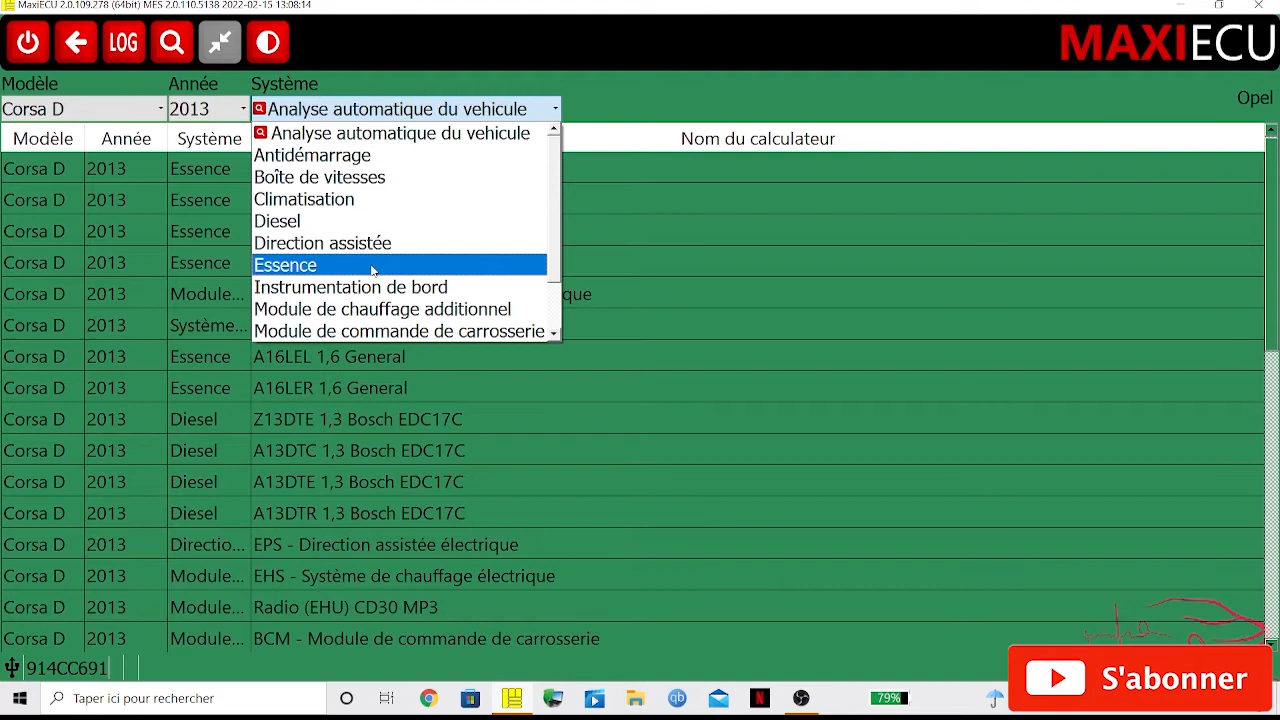 MaxiECU 2.0.109.278 (64bit) MES 2.0.110.5138 2022-02-15 13:08:14
LOG
MAXIECU
Modèle Année Système
Corsa D 2013 Analyse automatique du vehicule Opel
Modèle Année Système Nom du calculateur
Analyse automatique du vehicule
Antidémarrage
Boîte de vitesses
Climatisation
Diesel
Direction assistée
Essence
Instrumentation de bord
Module de chauffage additionnel
Module de commande de carrosserie
Corsa D 2013 Essence
Corsa D 2013 Essence
Corsa D 2013 Essence
Corsa D 2013 Essence
Corsa D 2013 Module... que
Corsa D 2013 Système...
Corsa D 2013 Essence A16LEL 1,6 General
Corsa D 2013 Essence A16LER 1,6 General
Corsa D 2013 Diesel Z13DTE 1,3 Bosch EDC17C
Corsa D 2013 Diesel A13DTC 1,3 Bosch EDC17C
Corsa D 2013 Diesel A13DTE 1,3 Bosch EDC17C
Corsa D 2013 Diesel A13DTR 1,3 Bosch EDC17C
Corsa D 2013 Directio... EPS - Direction assistée électrique
Corsa D 2013 Module... EHS - Système de chauffage électrique
Corsa D 2013 Module... Radio (EHU) CD30 MP3
Corsa D 2013 Module... BCM - Module de commande de carrosserie
914CC691
S'abonner
Taper ici pour rechercher
qb
N
79%